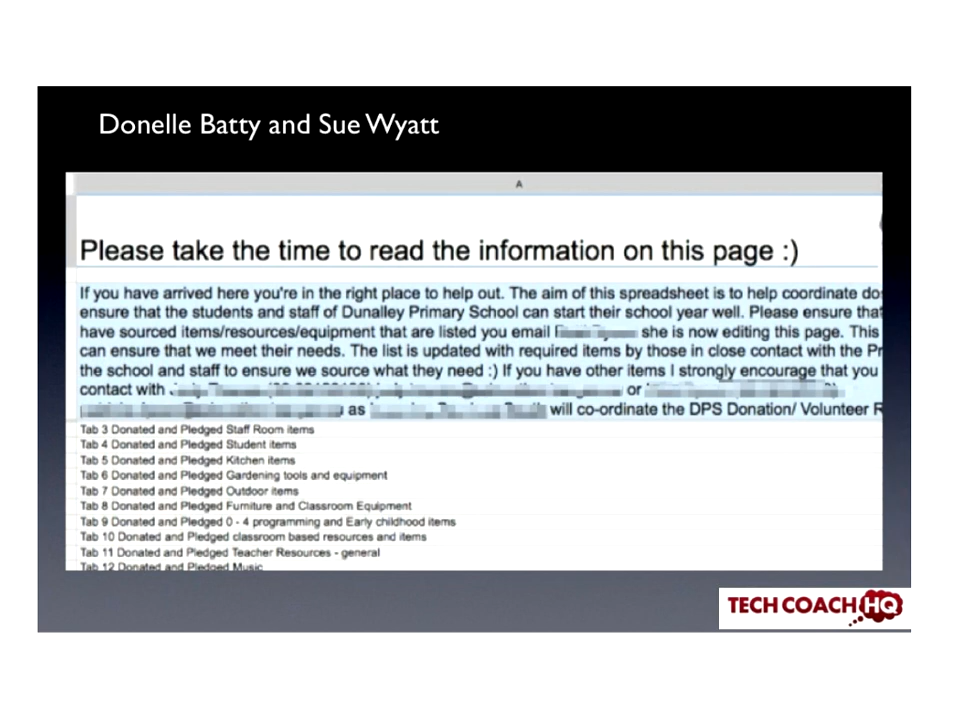 Donelle Batty and Sue Wyatt
A
Please take the time to read the information on this page :)
If you have arrived here you're in the right place to help out. The aim of this spreadsheet is to help coordinate do
ensure that the students and staff of Dunalley Primary School can start their school year well. Please ensure that
have sourced items/resources/equipment that are listed you email she is now editing this page. This
can ensure that we meet their needs. The list is updated with required items by those in close contact with the Pr
the school and staff to ensure we source what they need :) If you have other items I strongly encourage that you
contact with or
as will co-ordinate the DPS Donation/ Volunteer R
Tab 3 Donated and Pledged Staff Room items
Tab 4 Donated and Pledged Student items
Tab 5 Donated and Pledged Kitchen items
Tab 6 Donated and Pledged Gardening tools and equipment
Tab 7 Donated and Pledged Outdoor items
Tab 8 Donated and Pledged Furniture and Classroom Equipment
Tab 9 Donated and Pledged 0 - 4 programming and Early childhood items
Tab 10 Donated and Pledged classroom based resources and items
Tab 11 Donated and Pledged Teacher Resources - general
Tab 12 Donated and Pledged Music
TECH COACH HQ